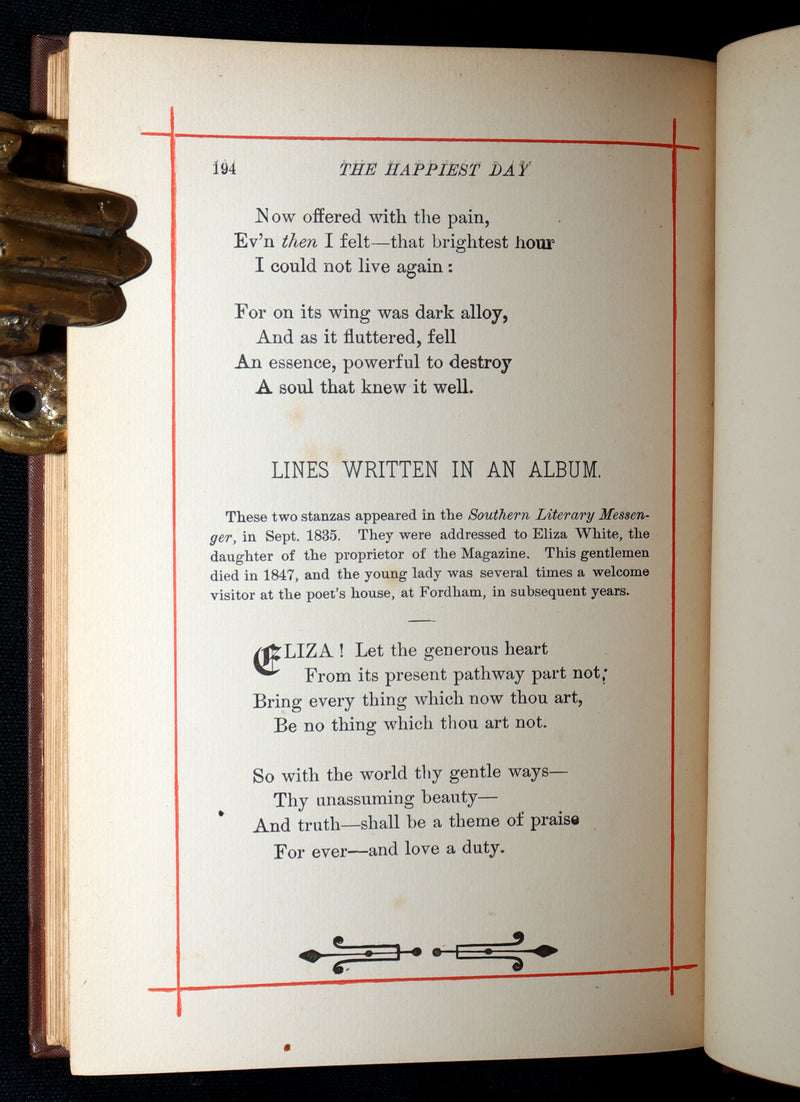 194 THE HAPPIEST DAY
Now offered with the pain,
Ev'n then I felt—that brightest hour
I could not live again :
For on its wing was dark alloy,
And as it fluttered, fell
An essence, powerful to destroy
A soul that knew it well.
LINES WRITTEN IN AN ALBUM.
These two stanzas appeared in the Southern Literary Messen-
ger, in Sept. 1835. They were addressed to Eliza White, the
daughter of the proprietor of the Magazine. This gentlemen
died in 1847, and the young lady was several times a welcome
visitor at the poet's house, at Fordham, in subsequent years.
ELIZA ! Let the generous heart
From its present pathway part not;
Bring every thing which now thou art,
Be no thing which thou art not.
So with the world thy gentle ways—
Thy unassuming beauty—
And truth—shall be a theme of praise
For ever—and love a duty.